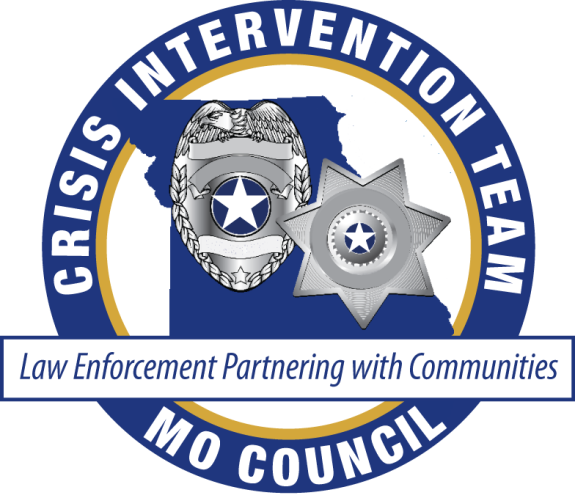 CRISIS INTERVENTION TEAM
Law Enforcement Partnering with Communities
MO COUNCIL